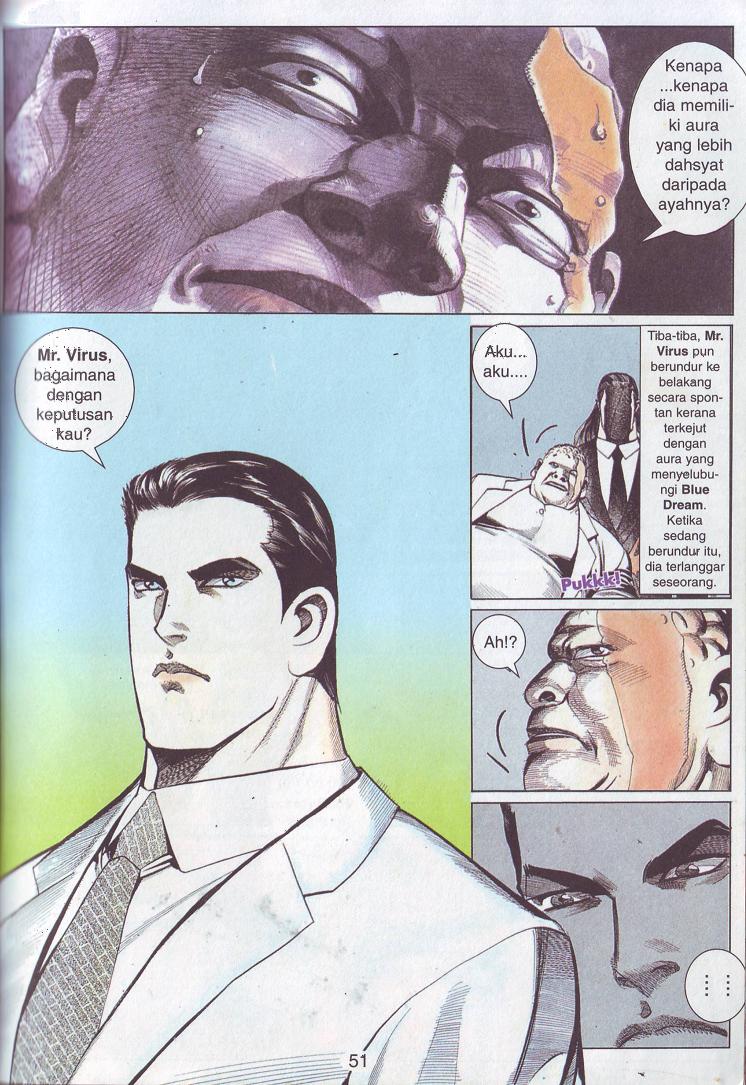 Kenapa
...kenapa
dia memili-
ki aura
yang lebih
dahsyat
daripada
ayahnya?
Mr. Virus,
bagaimana
dengan
keputusan
kau?
Aku...
aku....
Tiba-tiba, Mr.
Virus pun
berundur ke
belakang
secara spon-
tan kerana
terkejut
dengan
aura yang
menyelubu-
ngi Blue
Dream.
Ketika
sedang
berundur itu,
dia terlanggar
seseorang.
Pukkk!
Ah!?
... ...
51